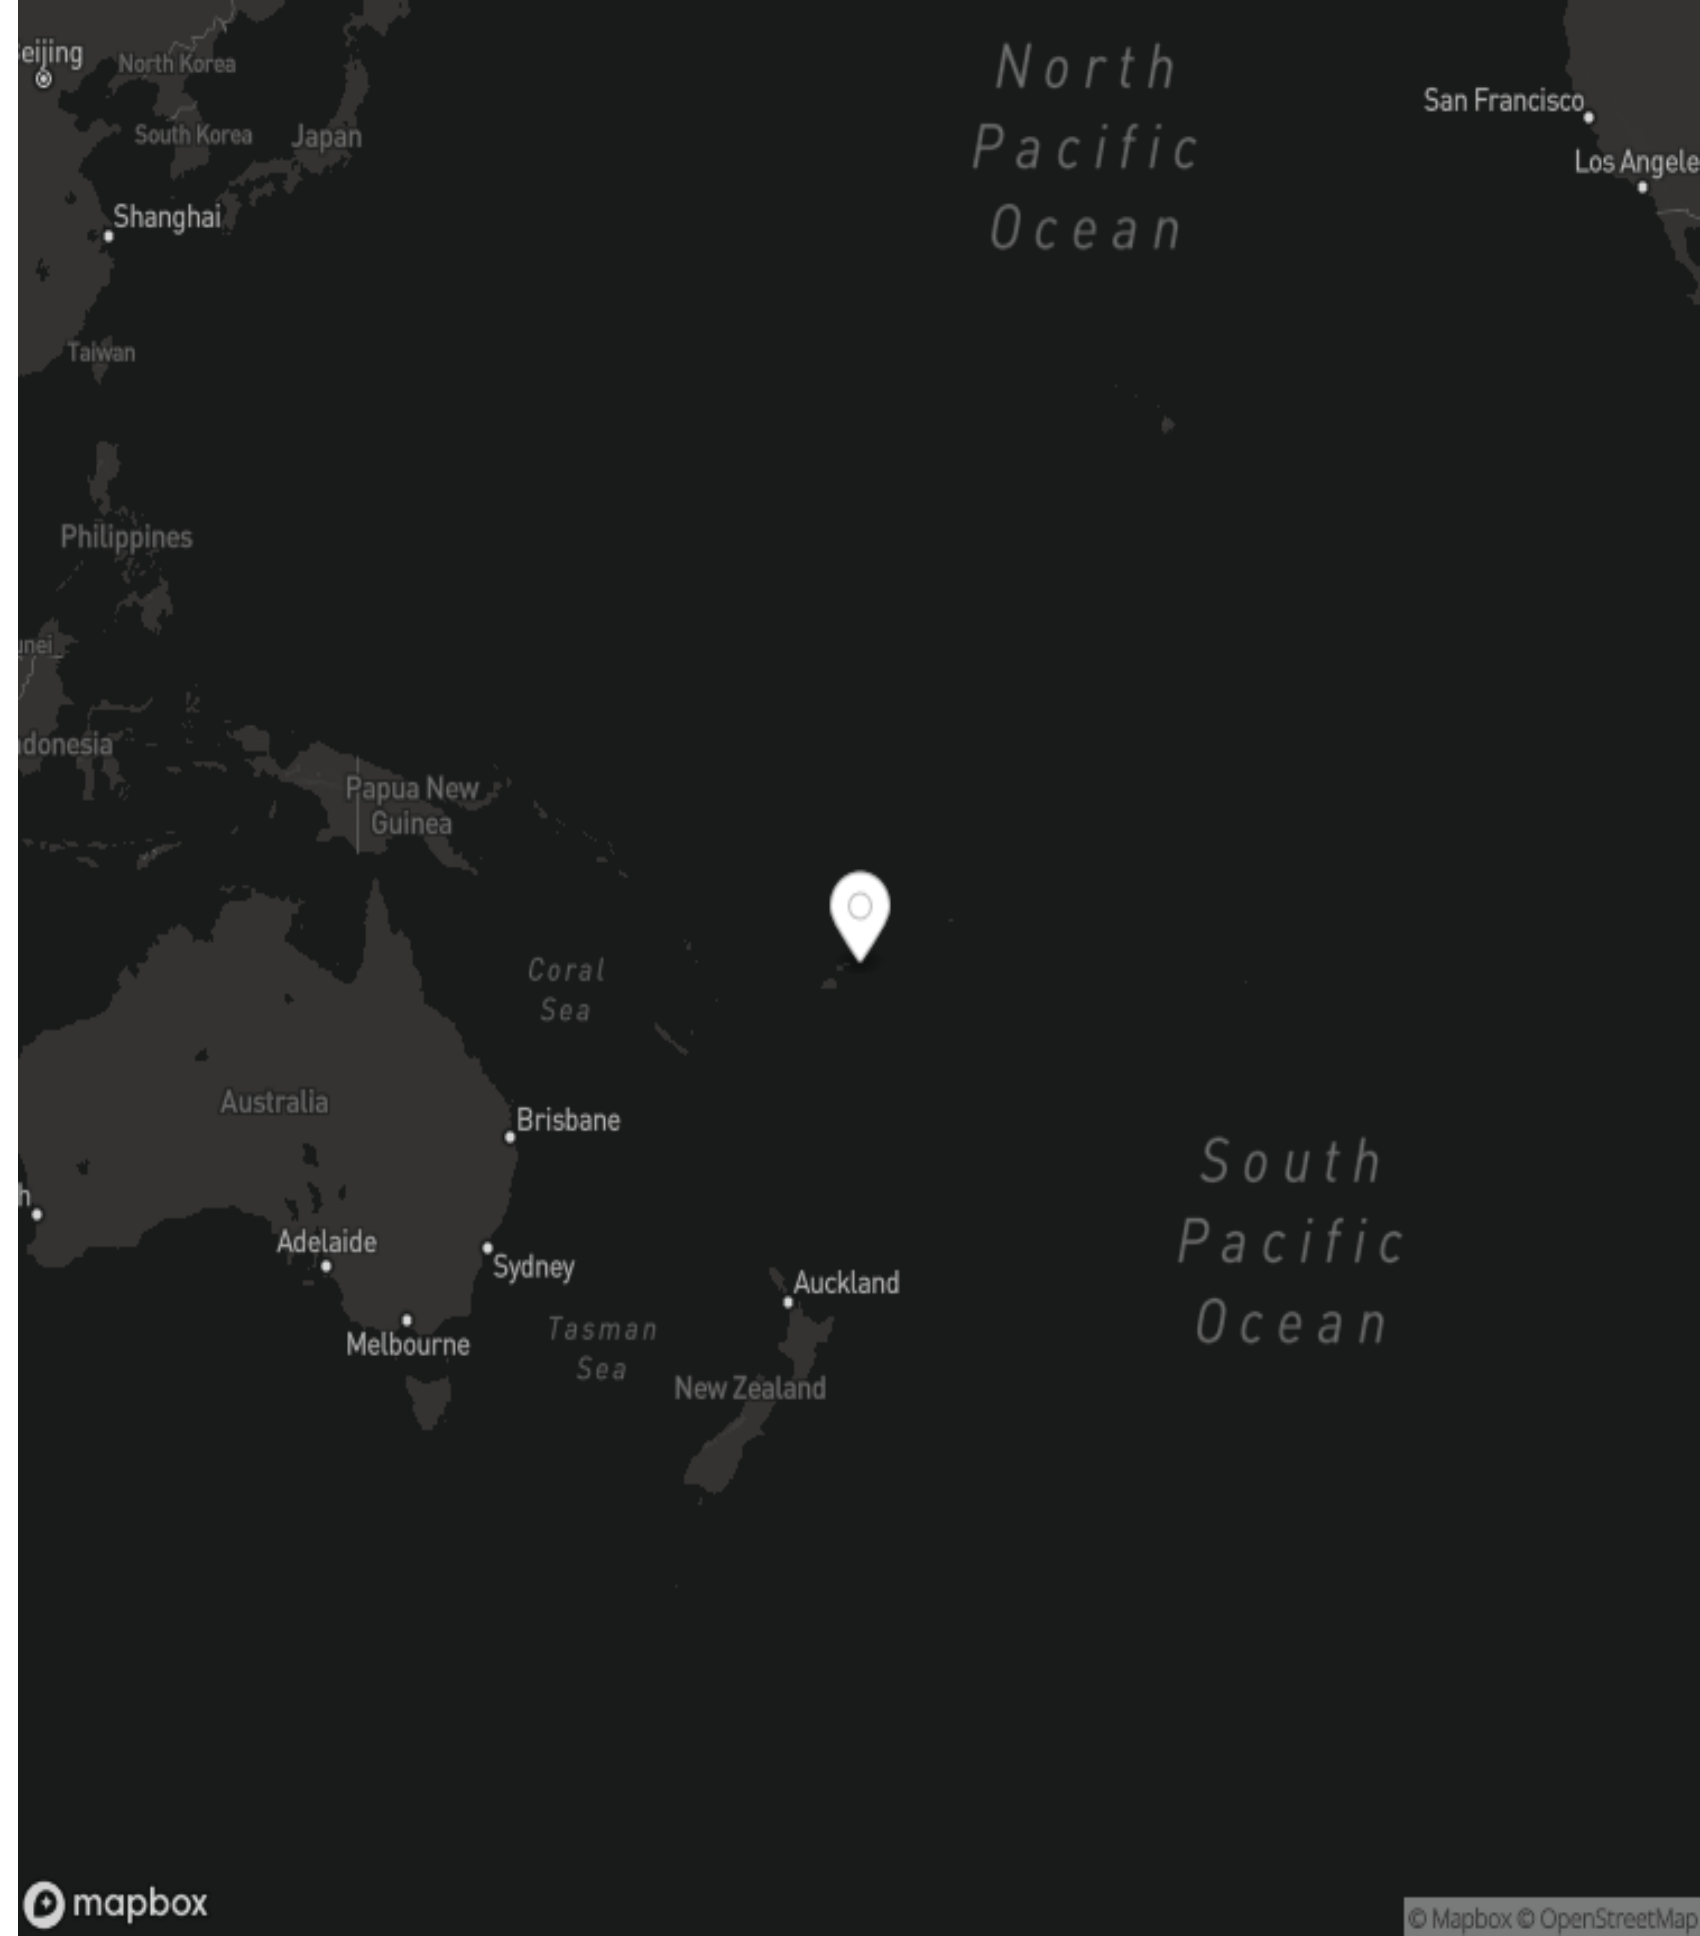 eijing
North Korea
South Korea
Japan
Shanghai
Taiwan
Philippines
unei
donesia
Papua New
Guinea
North
Pacific
Ocean
San Francisco
Los Angele
Coral
Sea
Australia
Brisbane
h
Adelaide
Sydney
Melbourne
Tasman
Sea
Auckland
New Zealand
South
Pacific
Ocean
mapbox
© Mapbox © OpenStreetMap